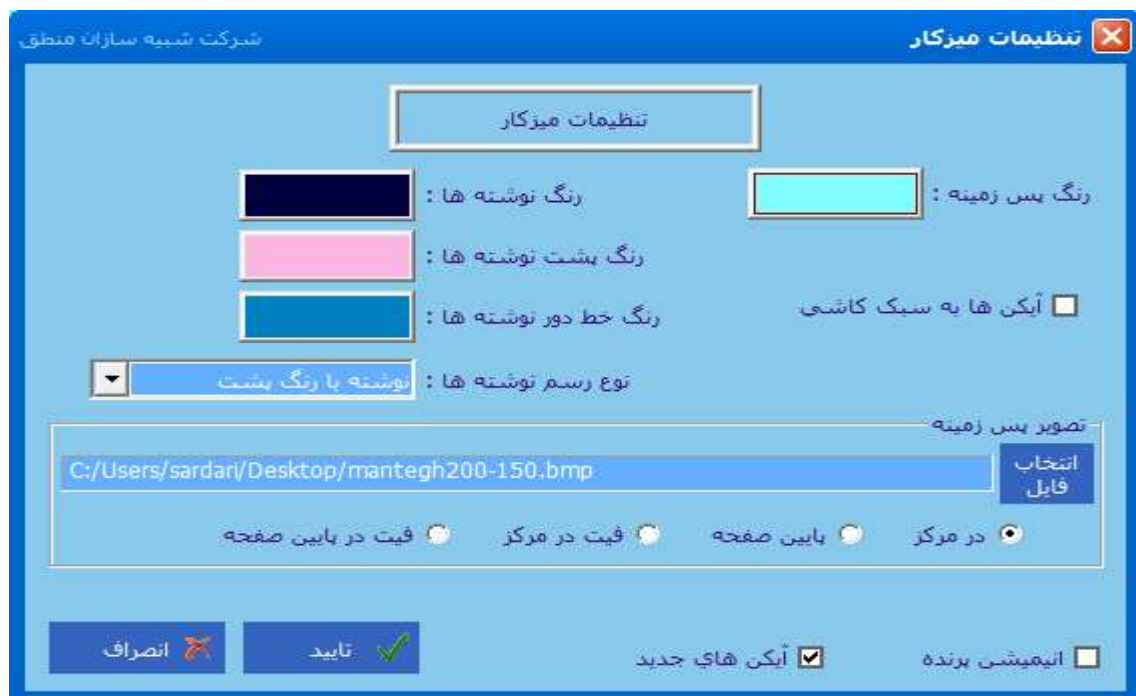 تنظیمات میزکار
شرکت شبیه سازان منطق
تنظیمات میزکار
رنگ پس زمینه :
رنگ نوشته ها :
رنگ پشت نوشته ها :
آیکن ها به سبک کاشی
رنگ خط دور نوشته ها :
نوع رسم نوشته ها : نوشته با رنگ پشت
تصویر پس زمینه
انتخاب
فایل
C:/Users/sardari/Desktop/mantegh200-150.bmp
در مرکز پایین صفحه فیت در مرکز فیت در پایین صفحه
انیمیشن پرنده آیکن های جدید تایید انصراف